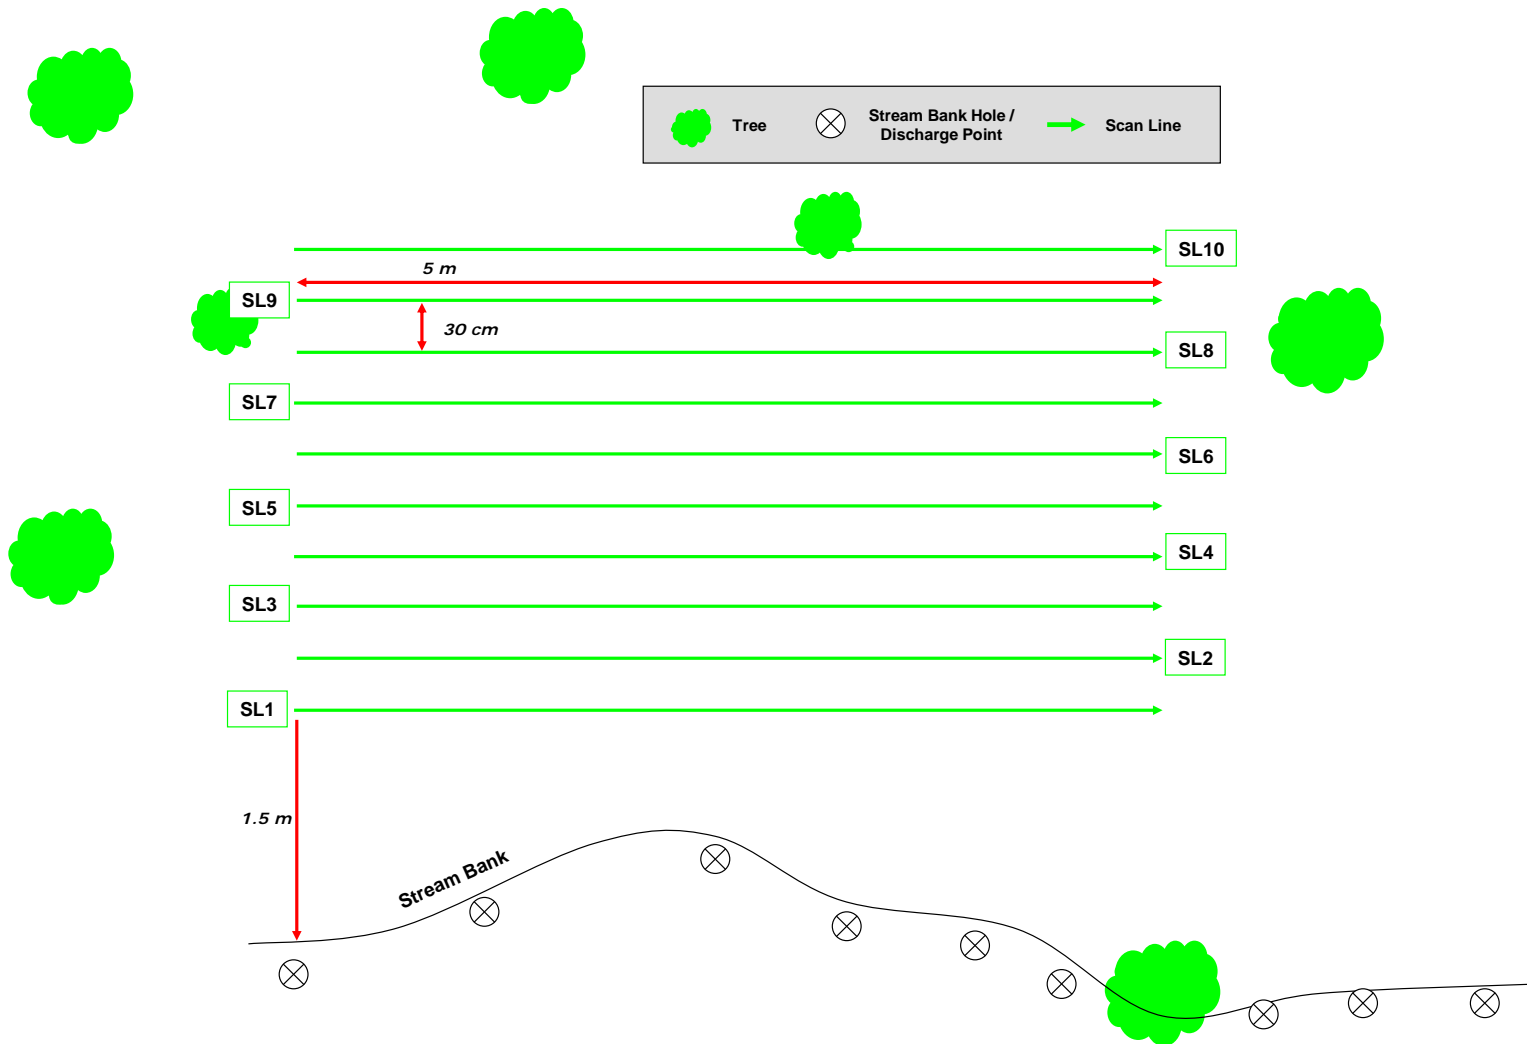 Tree
Stream Bank Hole /
Discharge Point
Scan Line
SL10
5 m
SL9
30 cm
SL8
SL7
SL6
SL5
SL4
SL3
SL2
SL1
1.5 m
Stream Bank